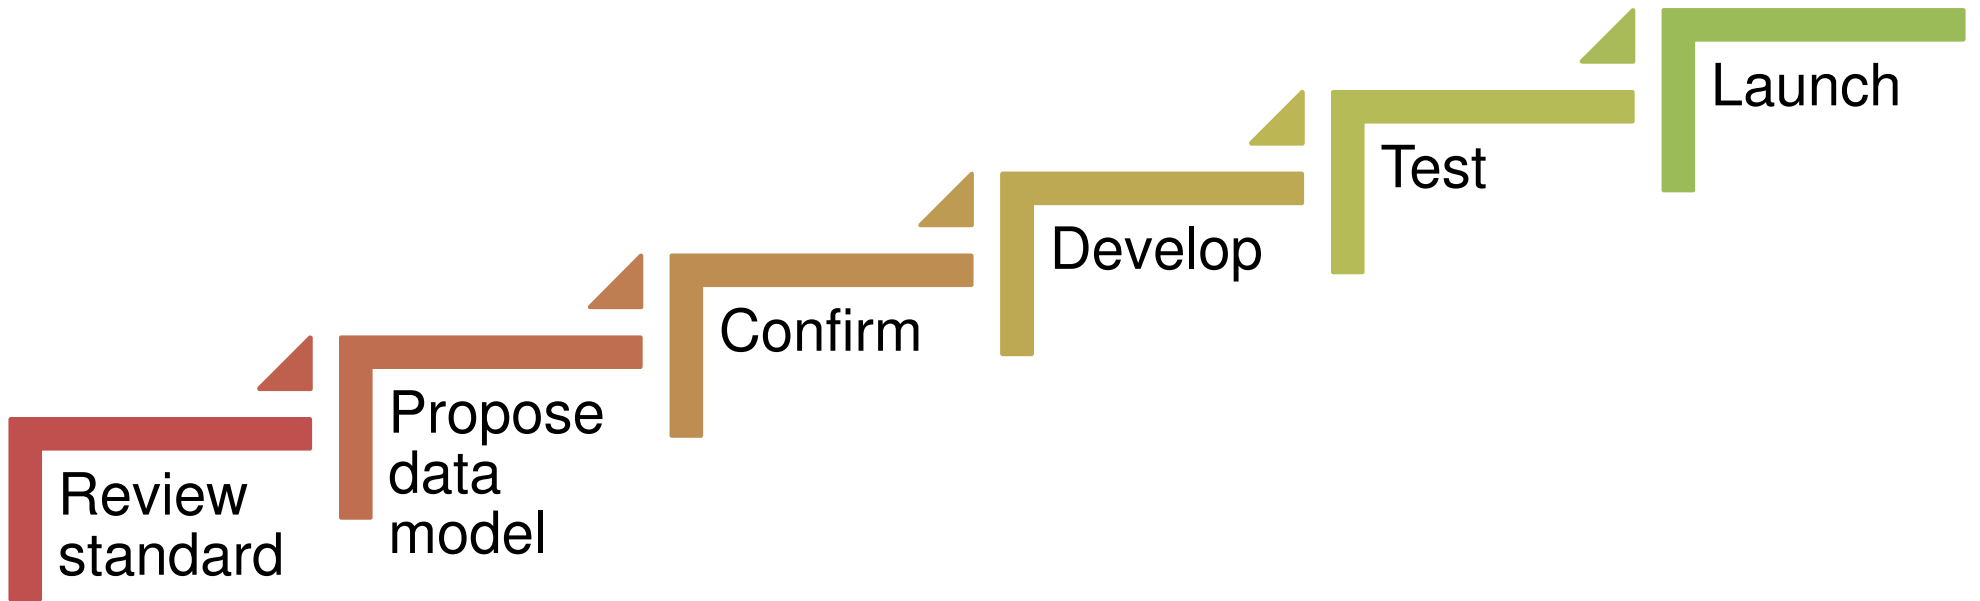 Review
standard
Propose
data
model
Confirm
Develop
Test
Launch